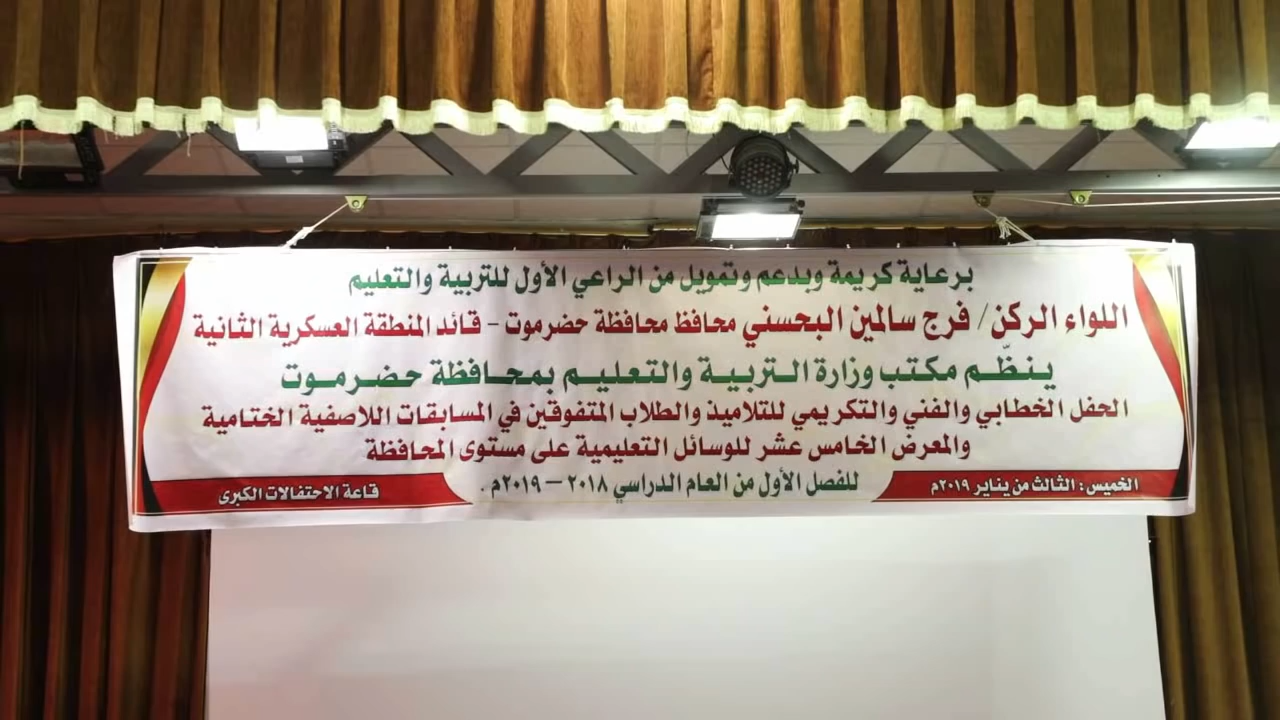 برعاية كريمة وبدعم وتمويل من الراعي الأول للتربية والتعليم
اللواء الركن / فرج سالمين البحسني محافظ محافظة حضرموت - قائد المنطقة العسكرية الثانية
ينظّم مكتب وزارة التربية والتعليم بمحافظة حضرموت
الحفل الخطابي والفني والتكريمي للتلاميذ والطلاب المتفوقين في المسابقات اللاصفية الختامية
والمعرض الخامس عشر للوسائل التعليمية على مستوى المحافظة
للفصل الأول من العام الدراسي ٢٠١٨ – ٢٠١٩م .
الخميس : الثالث من يناير ٢٠١٩م
قاعة الاحتفالات الكبرى